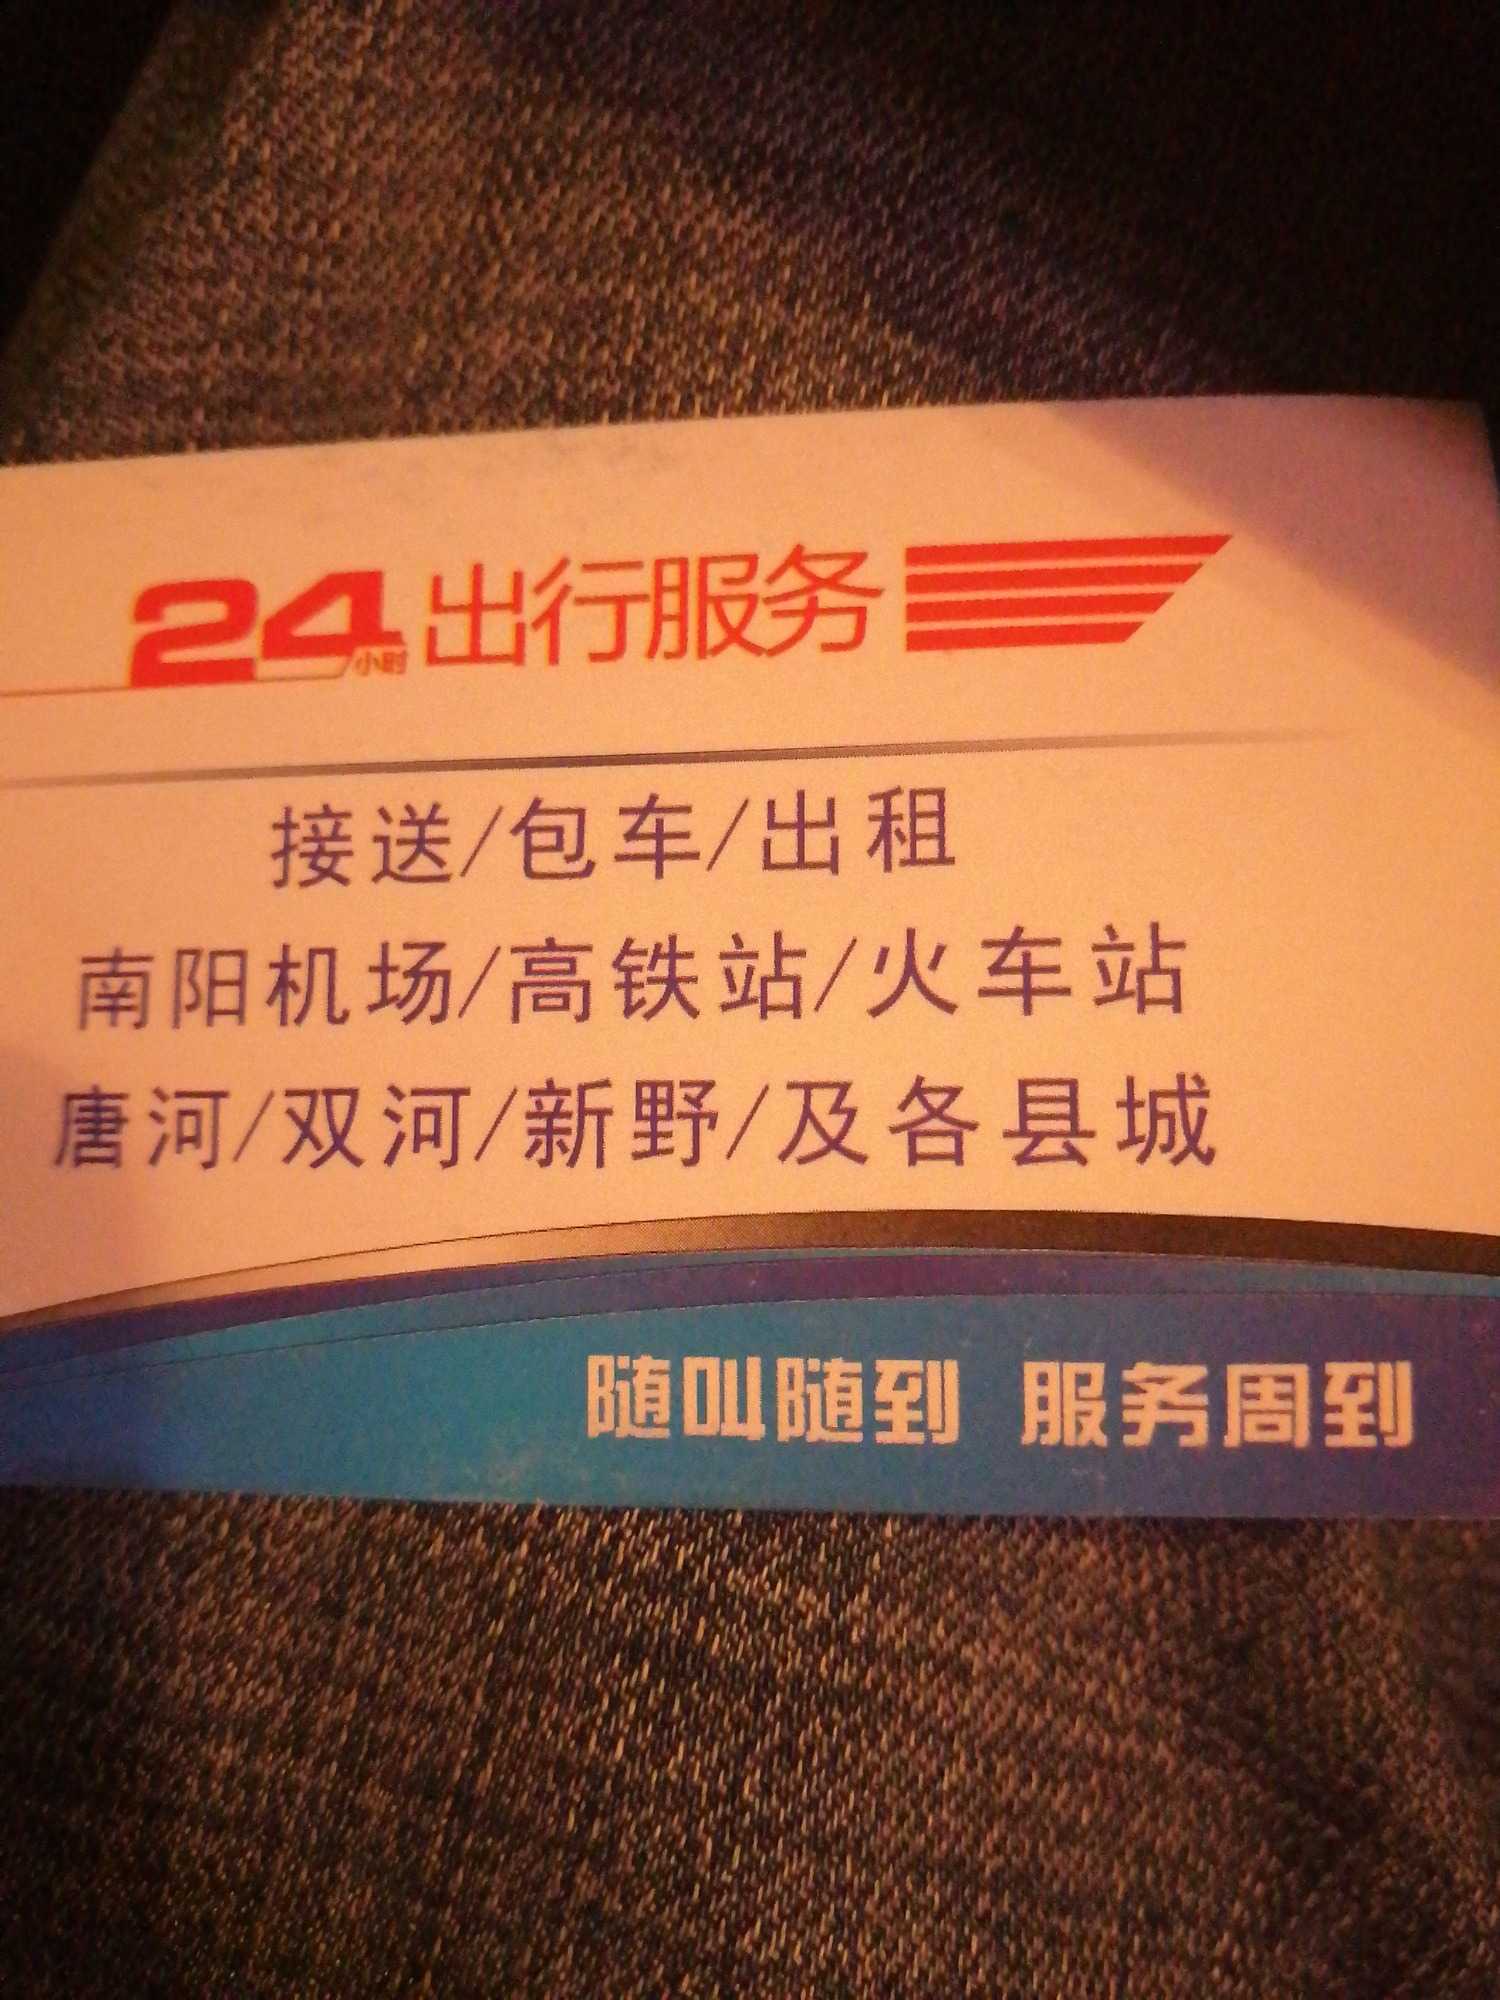 24小时出行服务
接送/包车/出租
南阳机场/高铁站/火车站
唐河/双河/新野/及各县城
随叫随到 服务周到